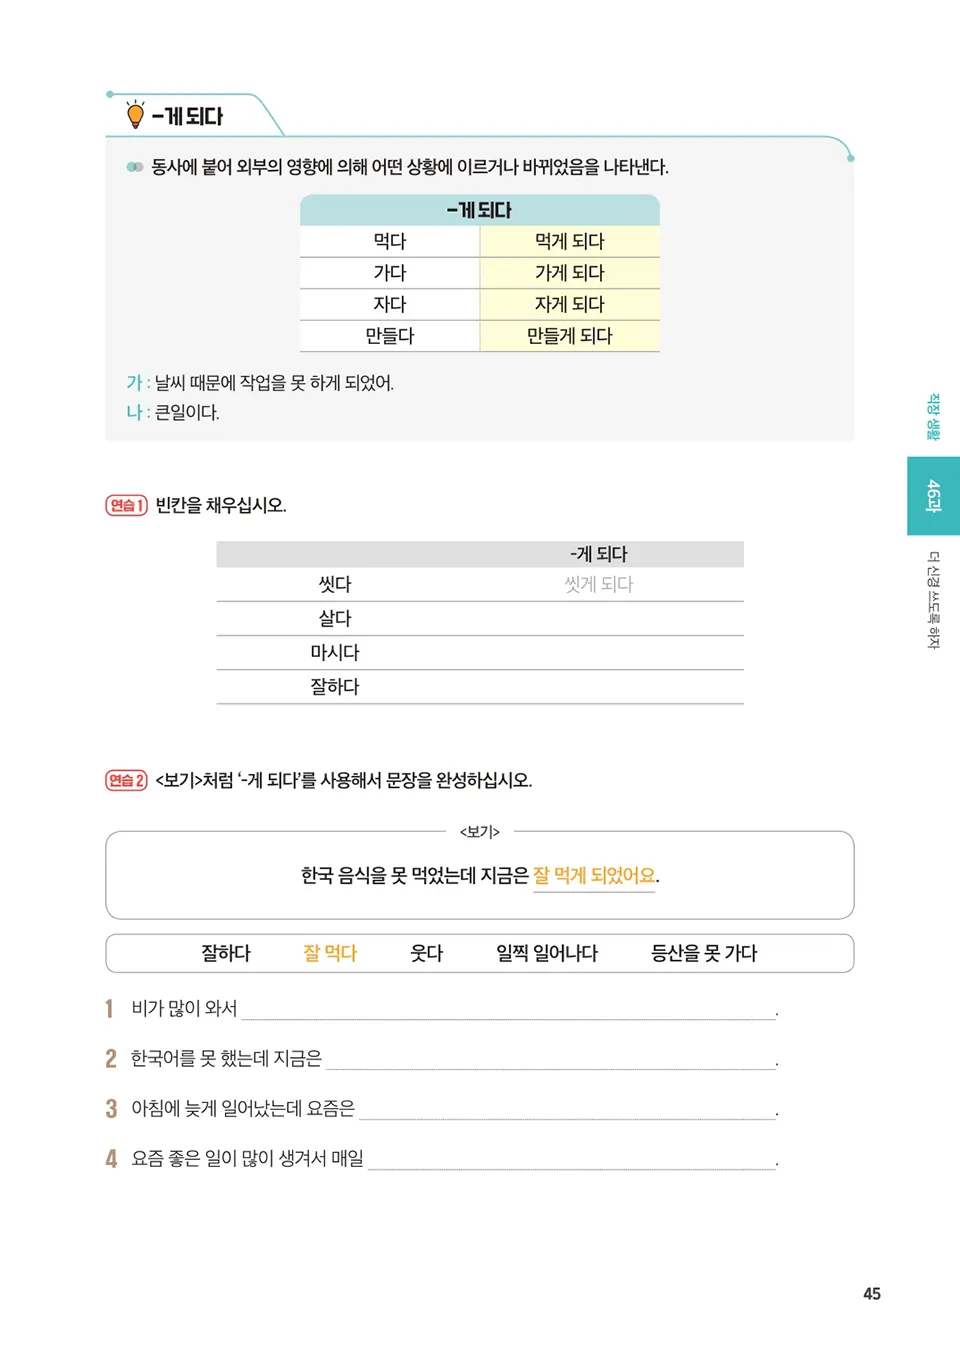 -게 되다
동사에 붙어 외부의 영향에 의해 어떤 상황에 이르거나 바뀌었음을 나타낸다.
-게 되다
먹다 먹게 되다
가다 가게 되다
자다 자게 되다
만들다 만들게 되다
가 : 날씨 때문에 작업을 못 하게 되었어.
나 : 큰일이다.
직장 생활
46과
더 신경 쓰도록 하자
연습 1 빈칸을 채우십시오.
-게 되다
씻다 씻게 되다
살다
마시다
잘하다
연습 2 <보기>처럼 '-게 되다'를 사용해서 문장을 완성하십시오.
<보기>
한국 음식을 못 먹었는데 지금은 잘 먹게 되었어요.
잘하다 잘 먹다 웃다 일찍 일어나다 등산을 못 가다
1 비가 많이 와서 .
2 한국어를 못 했는데 지금은 .
3 아침에 늦게 일어났는데 요즘은 .
4 요즘 좋은 일이 많이 생겨서 매일 .
45